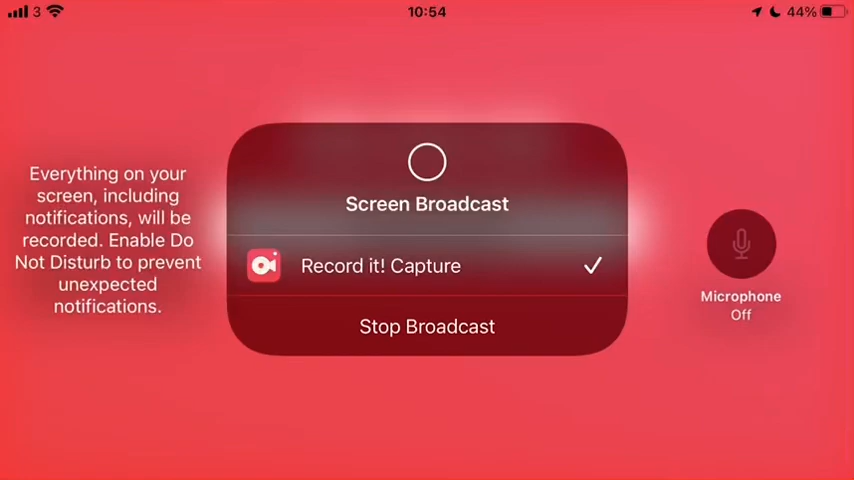 3
10:54
44%
Everything on your
screen, including
notifications, will be
recorded. Enable Do
Not Disturb to prevent
unexpected
notifications.
Screen Broadcast
Record it! Capture
Stop Broadcast
Microphone
Off